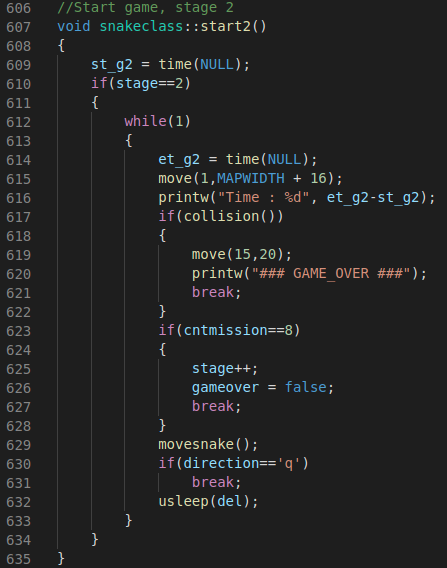 606 //Start game, stage 2
607 void snakeclass::start2()
608 {
609     st_g2 = time(NULL);
610     if(stage==2)
611     {
612         while(1)
613         {
614             et_g2 = time(NULL);
615             move(1,MAPWIDTH + 16);
616             printw("Time : %d", et_g2-st_g2);
617             if(collision())
618             {
619                 move(15,20);
620                 printw("### GAME_OVER ###");
621                 break;
622             }
623             if(cntmission==8)
624             {
625                 stage++;
626                 gameover = false;
627                 break;
628             }
629             movesnake();
630             if(direction=='q')
631                 break;
632             usleep(del);
633         }
634     }
635 }